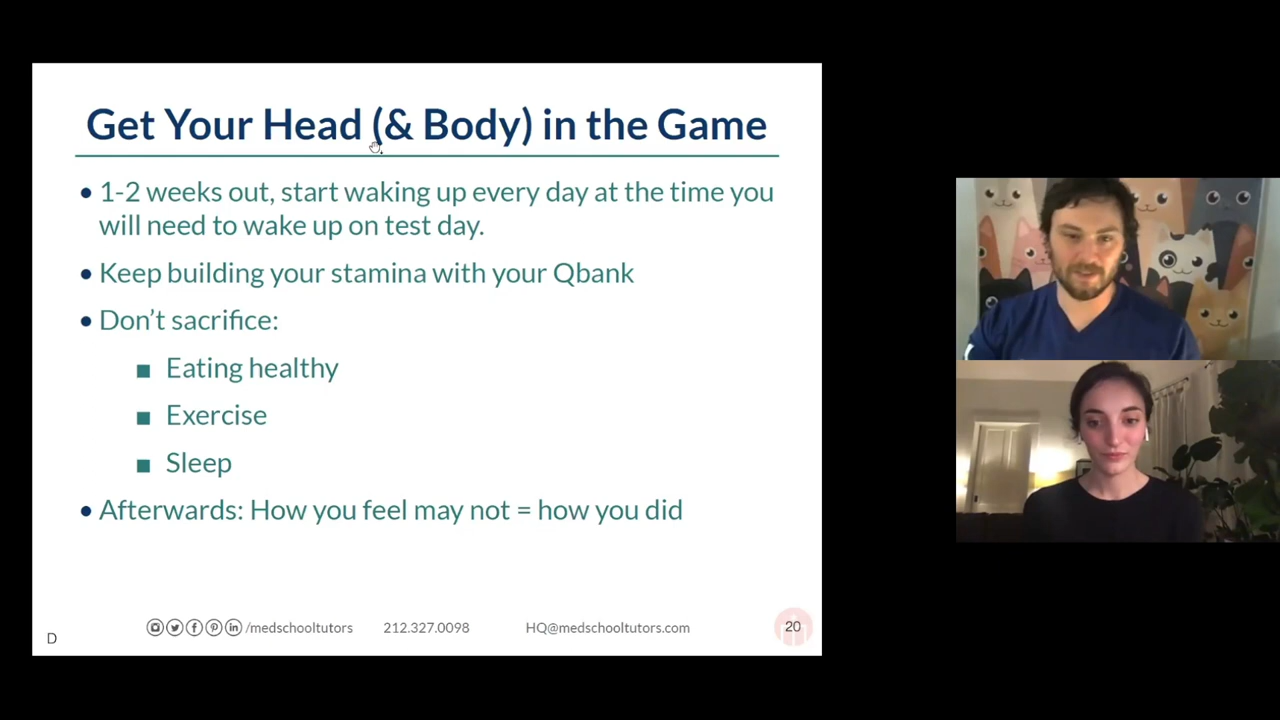 Get Your Head (& Body) in the Game
• 1-2 weeks out, start waking up every day at the time you
will need to wake up on test day.
• Keep building your stamina with your Qbank
• Don’t sacrifice:
■ Eating healthy
■ Exercise
■ Sleep
• Afterwards: How you feel may not = how you did
D
/medschooltutors 212.327.0098 HQ@medschooltutors.com 20